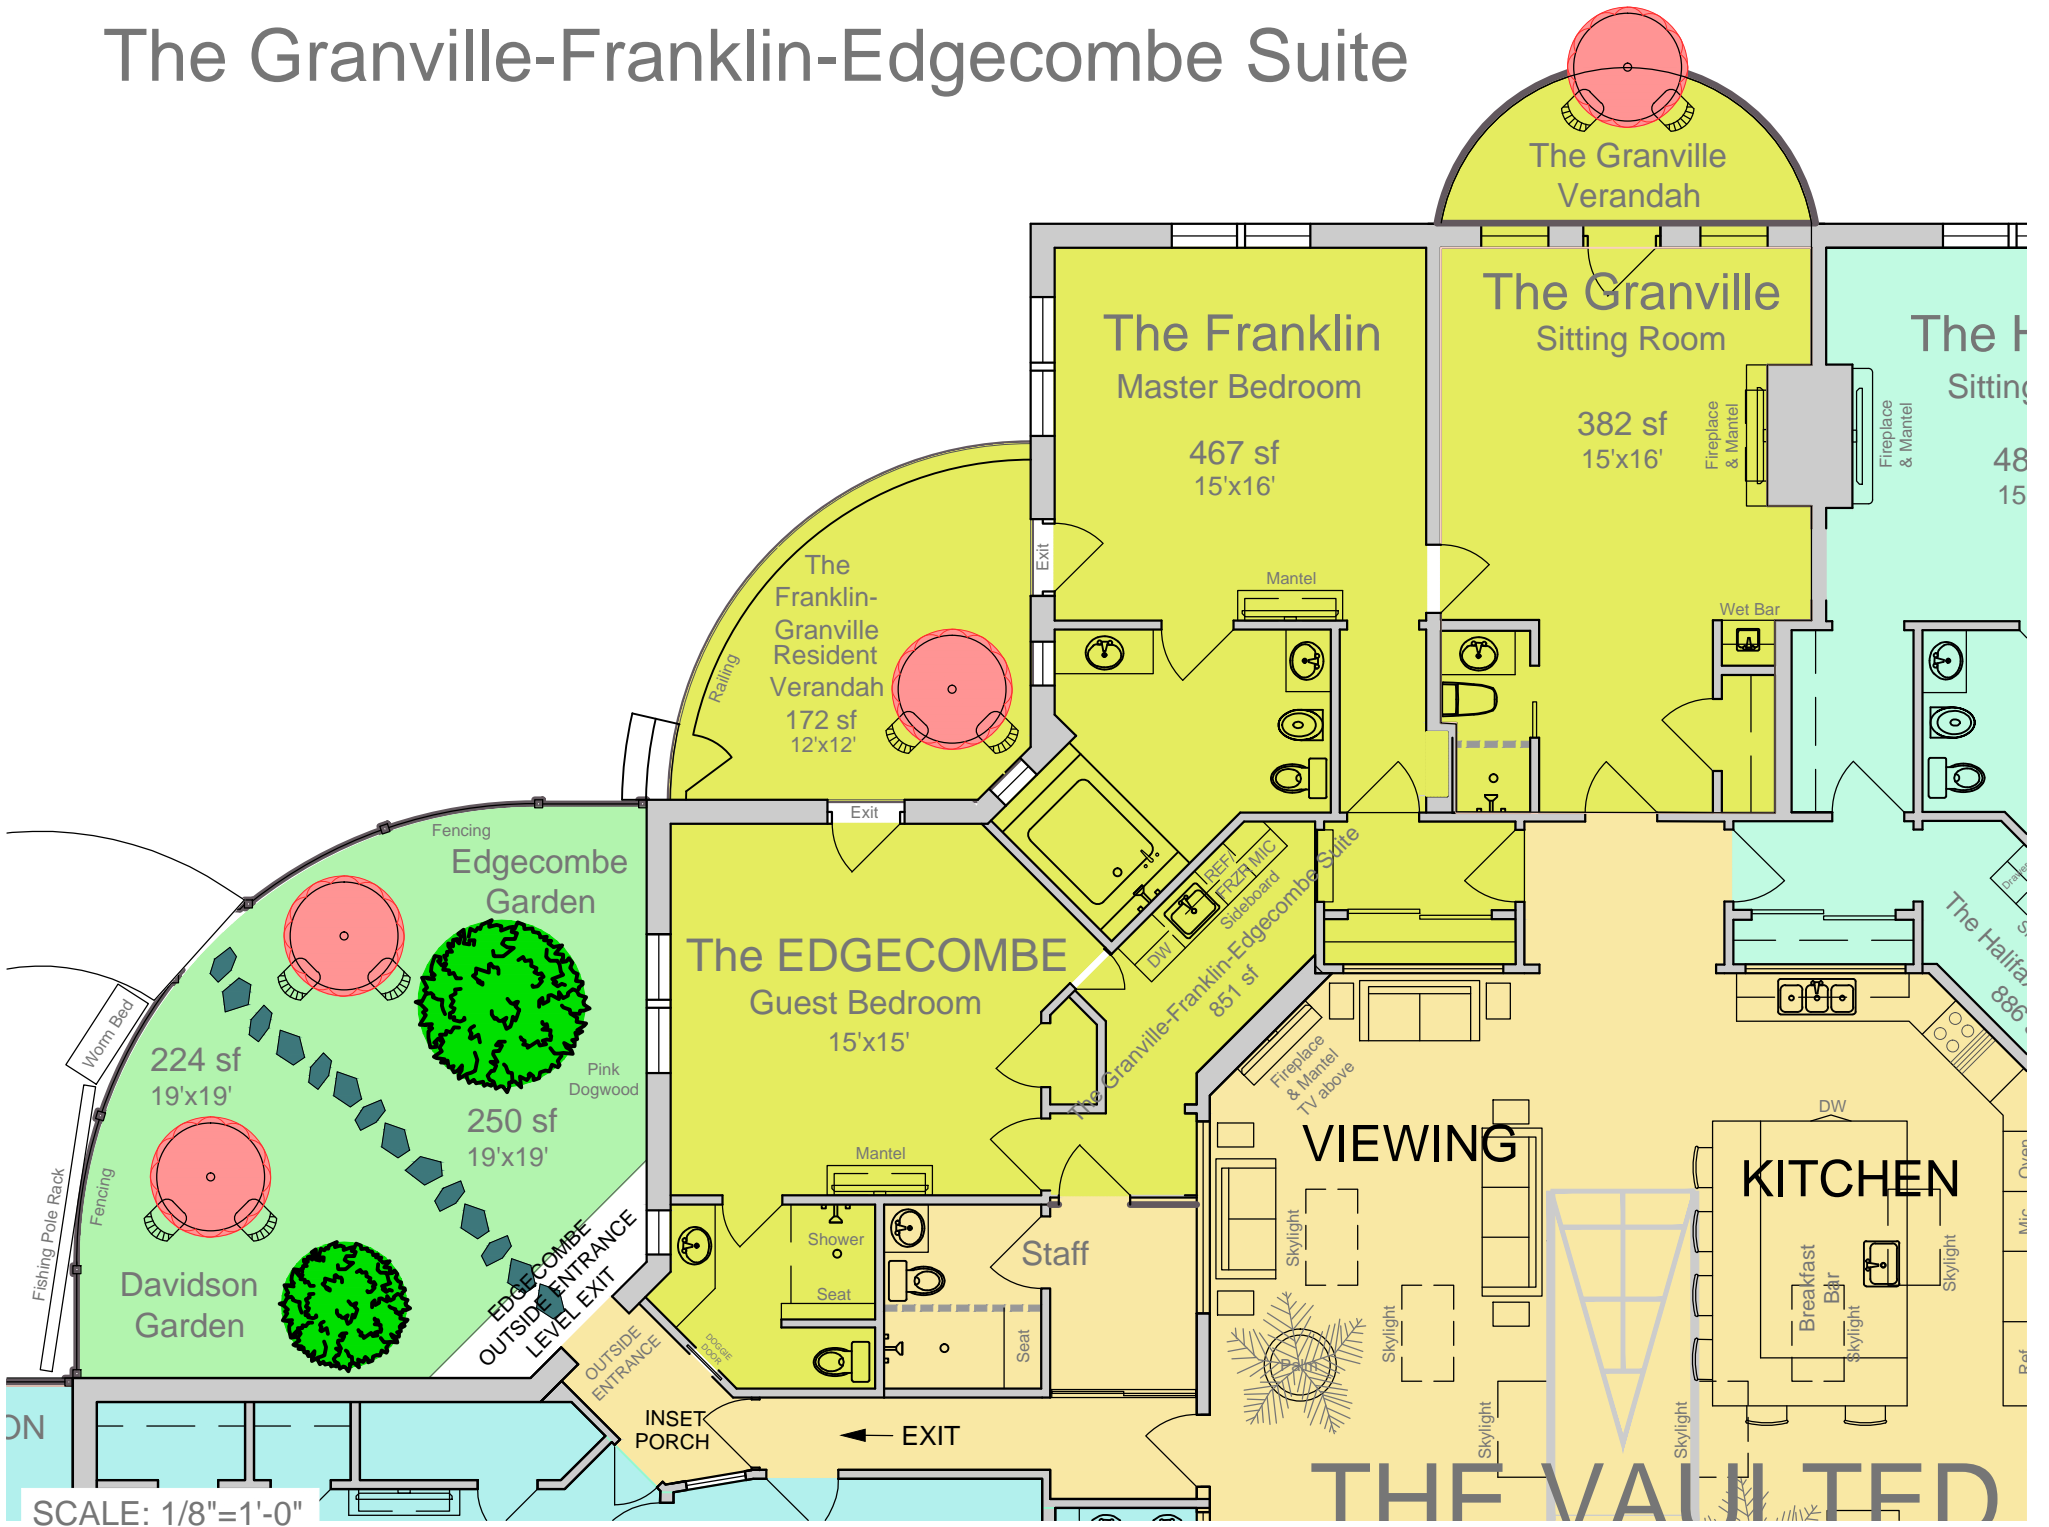 The Granville-Franklin-Edgecombe Suite
The Granville
Verandah
The Franklin
Master Bedroom
467 sf
15'x16'
The Granville
Sitting Room
382 sf
15'x16'
Fireplace
& Mantel
Fireplace
& Mantel
The H
Sitting
48
15
Exit
Mantel
Wet Bar
The
Franklin-
Granville
Resident
Verandah
172 sf
12'x12'
Railing
Exit
Fencing
Edgecombe
Garden
REF/
FRZR MIC
Sideboard
DW
The Granville-Franklin-Edgecombe Suite
851 sf
The EDGECOMBE
Guest Bedroom
15'x15'
The Halifax
886
Worm Bed
224 sf
19'x19'
Pink
Dogwood
250 sf
19'x19'
Fireplace
& Mantel
TV above
VIEWING
DW
KITCHEN
Oven
Mic
Ref
Breakfast
Bar
Skylight
Skylight
Skylight
Skylight
Skylight
Skylight
Fishing Pole Rack
Fencing
Mantel
Shower
Seat
Staff
Seat
Palm
Davidson
Garden
EDGECOMBE
OUTSIDE ENTRANCE
LEVEL EXIT
OUTSIDE
ENTRANCE
DOGGIE
DOOR
INSET
PORCH
EXIT
ON
THE VAULTED
SCALE: 1/8"=1'-0"